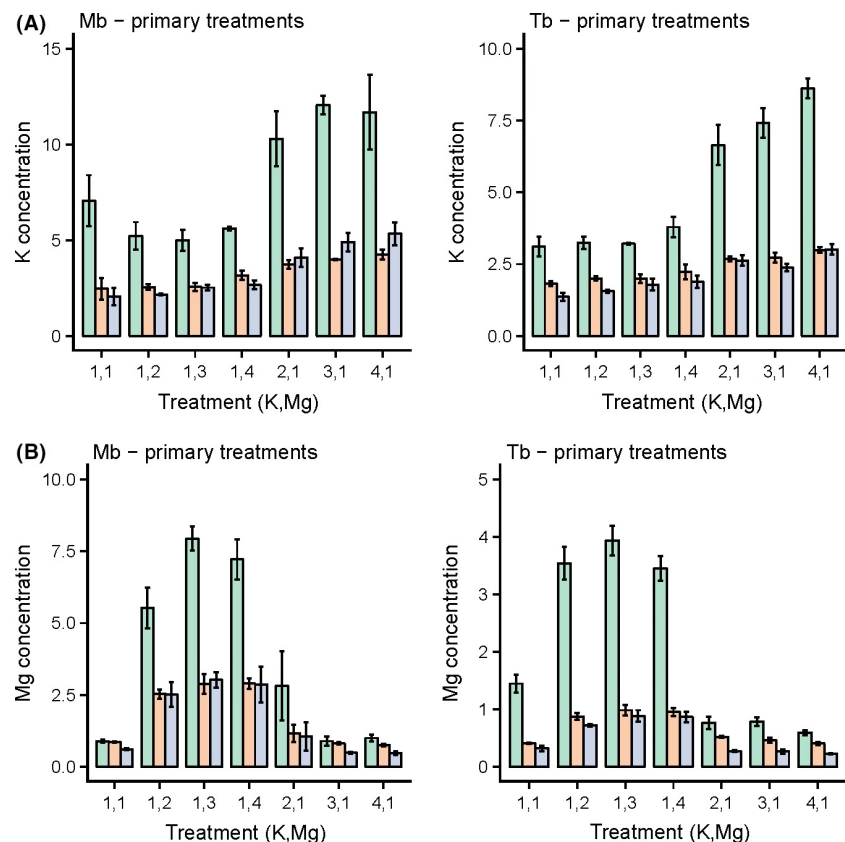 (A) Mb − primary treatments
15
10
5
0
K concentration
1,1 1,2 1,3 1,4 2,1 3,1 4,1
Treatment (K,Mg)
Tb − primary treatments
10.0
7.5
5.0
2.5
0.0
K concentration
1,1 1,2 1,3 1,4 2,1 3,1 4,1
Treatment (K,Mg)
(B) Mb − primary treatments
10.0
7.5
5.0
2.5
0.0
Mg concentration
1,1 1,2 1,3 1,4 2,1 3,1 4,1
Treatment (K,Mg)
Tb − primary treatments
5
4
3
2
1
0
Mg concentration
1,1 1,2 1,3 1,4 2,1 3,1 4,1
Treatment (K,Mg)